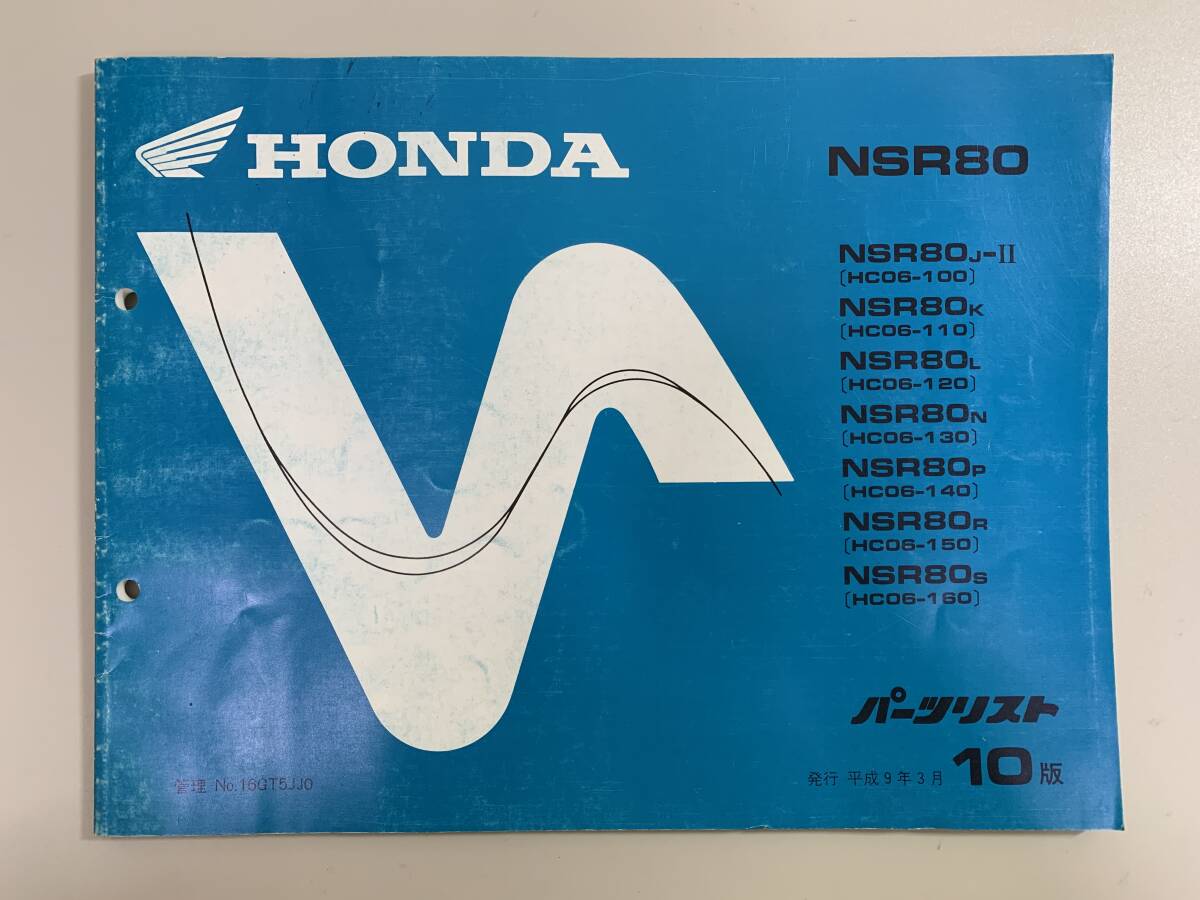 HONDA
NSR80
NSR80J-II
〔HC06-100〕
NSR80K
〔HC06-110〕
NSR80L
〔HC06-120〕
NSR80N
〔HC06-130〕
NSR80P
〔HC06-140〕
NSR80R
〔HC06-150〕
NSR80S
〔HC06-160〕
パーツリスト
管理 No.16GT5JJ0
発行 平成9年3月 10版